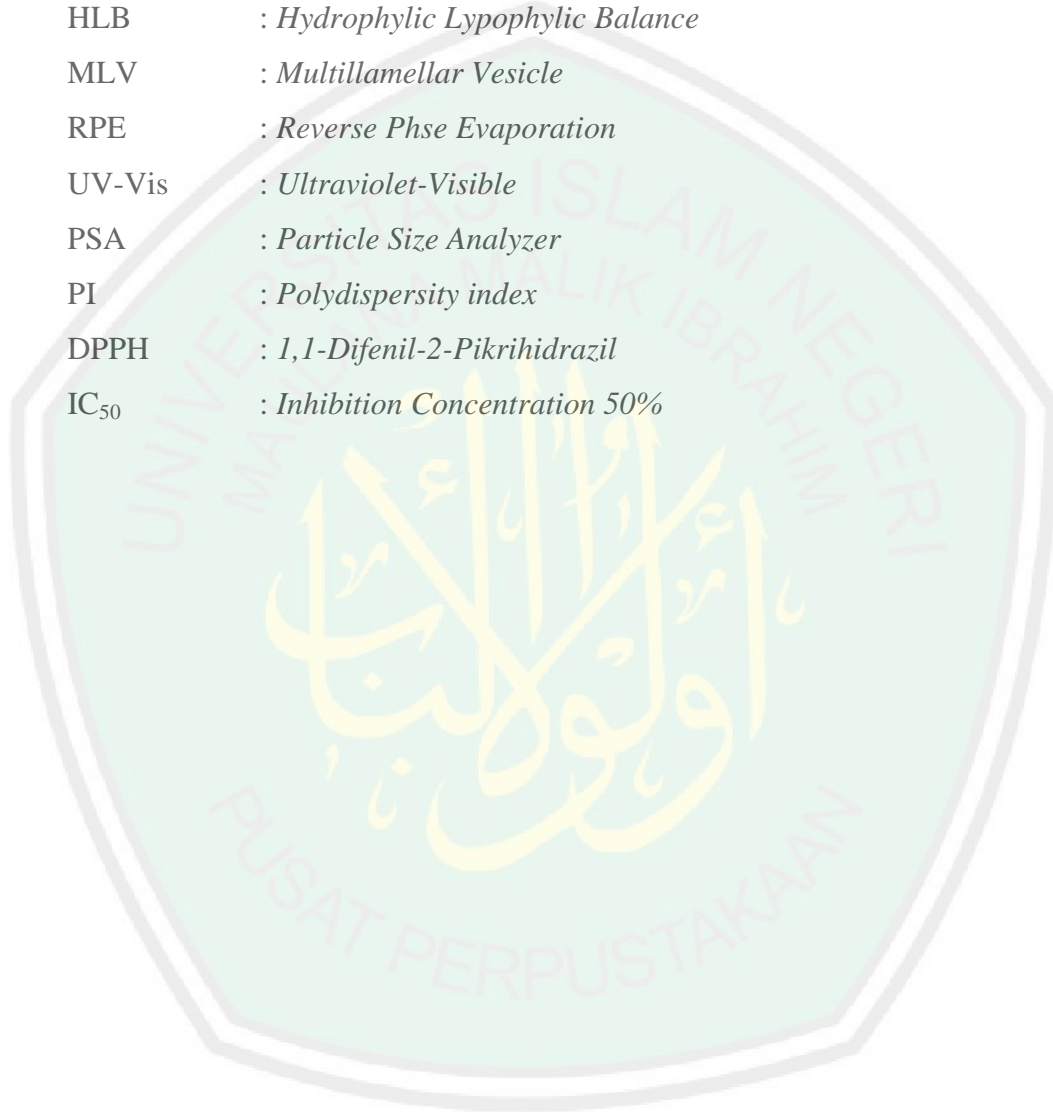 HLB : Hydrophylic Lypophylic Balance
MLV : Multillamellar Vesicle
RPE : Reverse Phse Evaporation
UV-Vis : Ultraviolet-Visible
PSA : Particle Size Analyzer
PI : Polydispersity index
DPPH : 1,1-Difenil-2-Pikrihidrazil
IC₅₀ : Inhibition Concentration 50%
UNIVERSITAS ISLAM NEGERI
MAULANA MALIK IBRAHIM
أولوا الألباب
PUSAT PERPUSTAKAAN